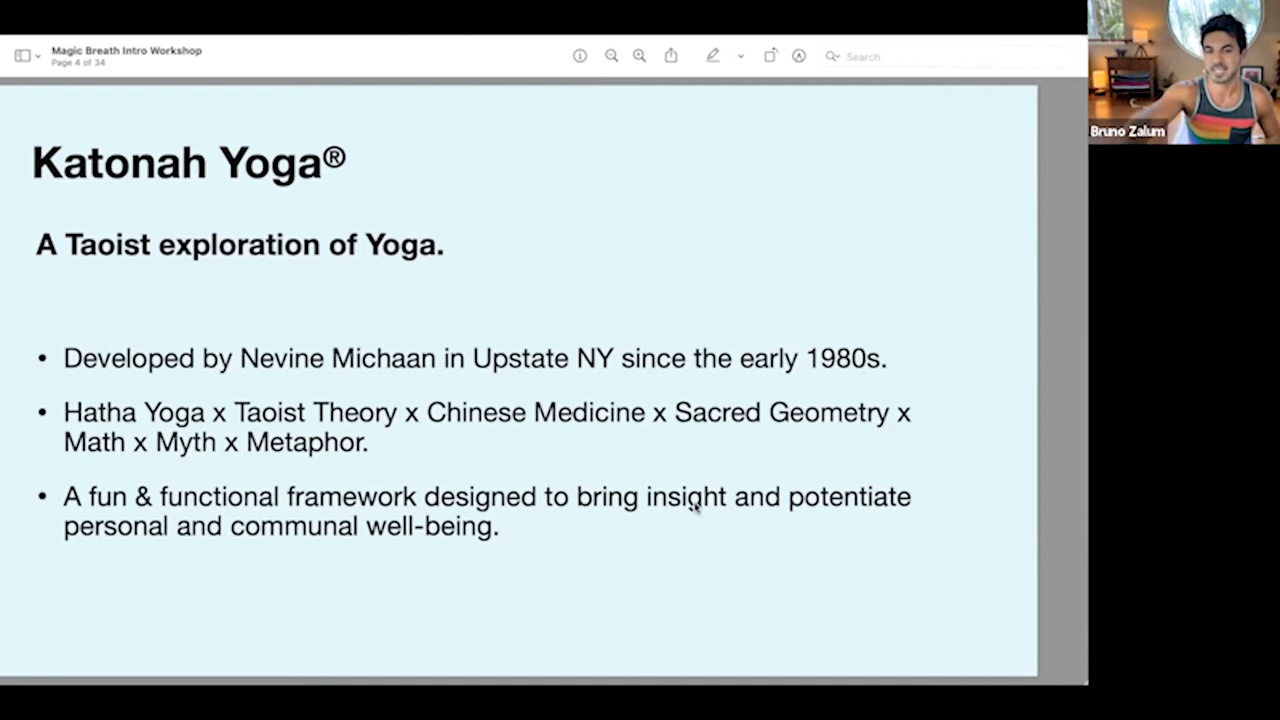 Magic Breath Intro Workshop
Page 4 of 34
Search
Bruno Zalum
Katonah Yoga®
A Taoist exploration of Yoga.
• Developed by Nevine Michaan in Upstate NY since the early 1980s.
• Hatha Yoga x Taoist Theory x Chinese Medicine x Sacred Geometry x
Math x Myth x Metaphor.
• A fun & functional framework designed to bring insight and potentiate
personal and communal well-being.